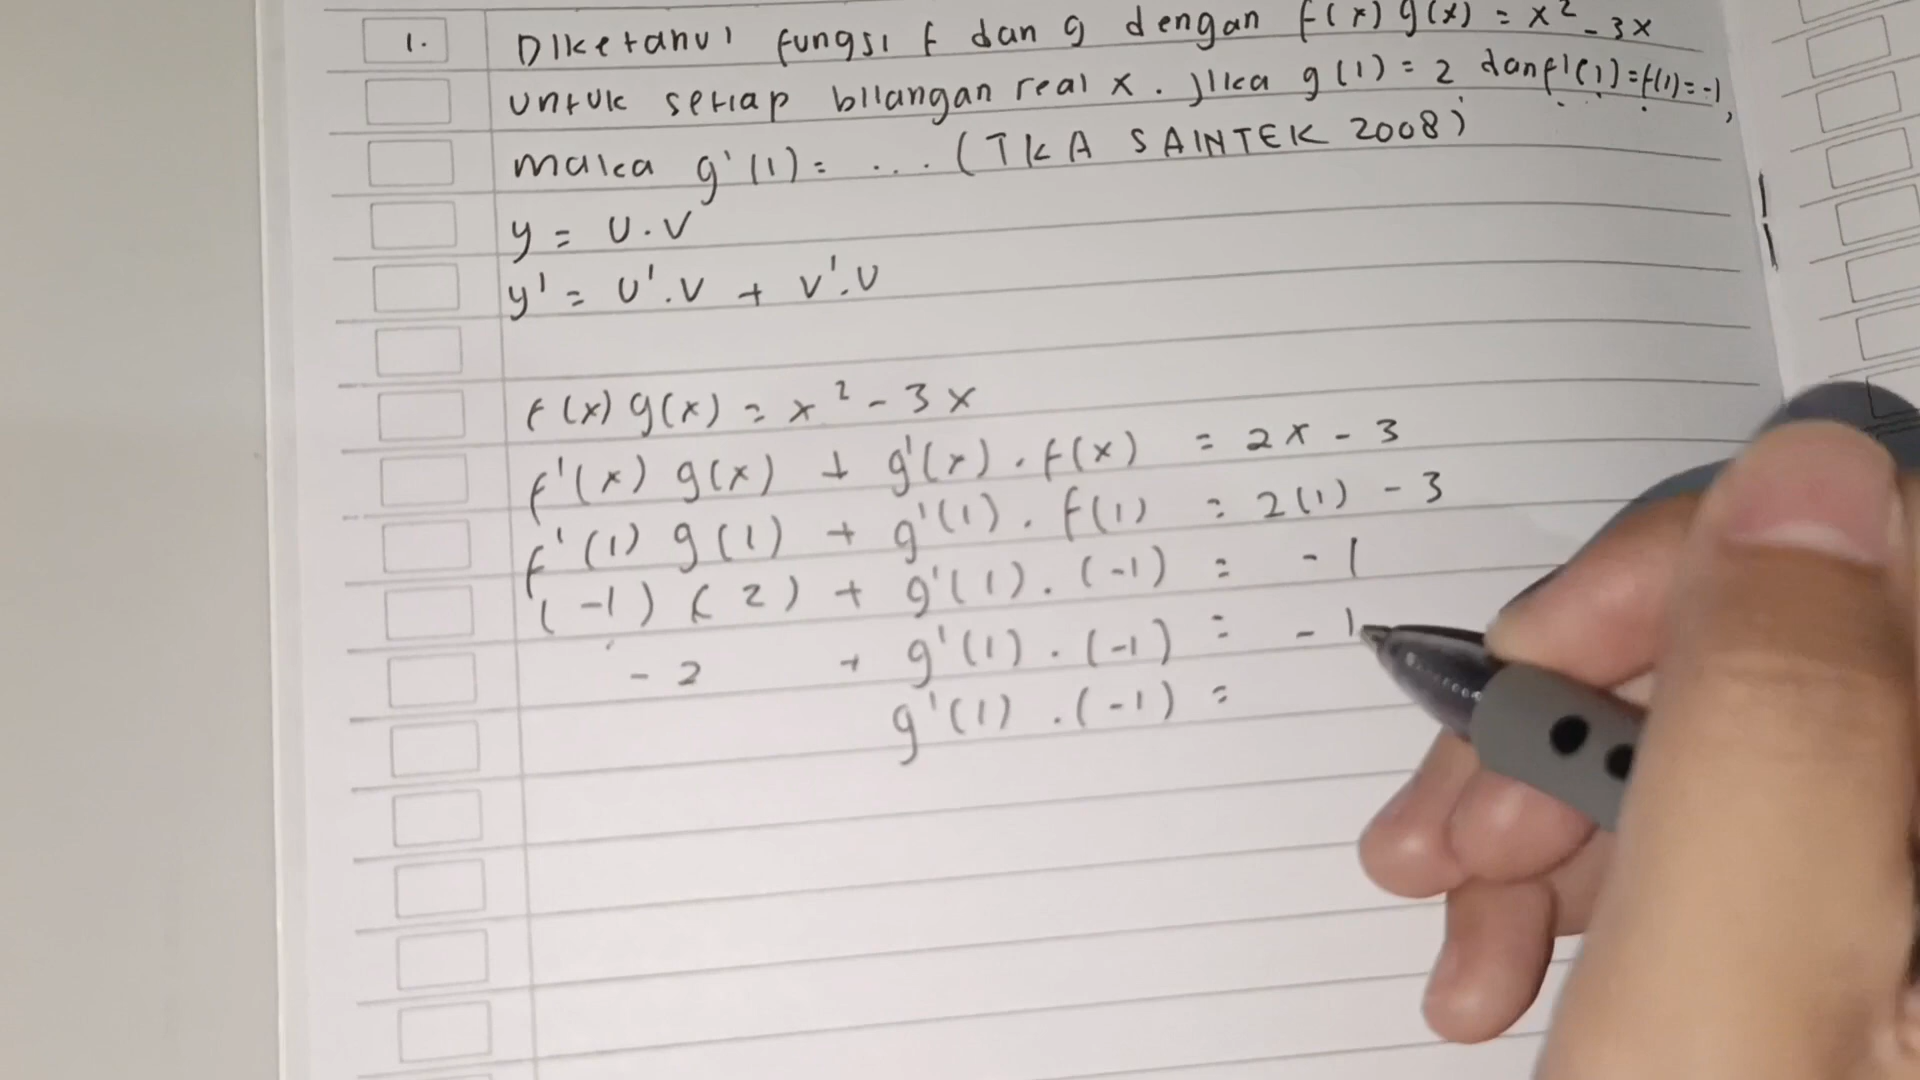 1. Diketahui fungsi f dan g dengan f(x) g(x) = x² - 3x
untuk setiap bilangan real x. Jika g(1) = 2 dan f'(1) = f(1) = -1,
maka g'(1) = ... (TKA SAINTEK 2008)
y = U . V
y' = U' . V + V' . U
f(x) g(x) = x² - 3x
f'(x) g(x) + g'(x) . f(x) = 2x - 3
f'(1) g(1) + g'(1) . f(1) = 2(1) - 3
(-1) (2) + g'(1) . (-1) = -1
-2 + g'(1) . (-1) = -1
g'(1) . (-1) =